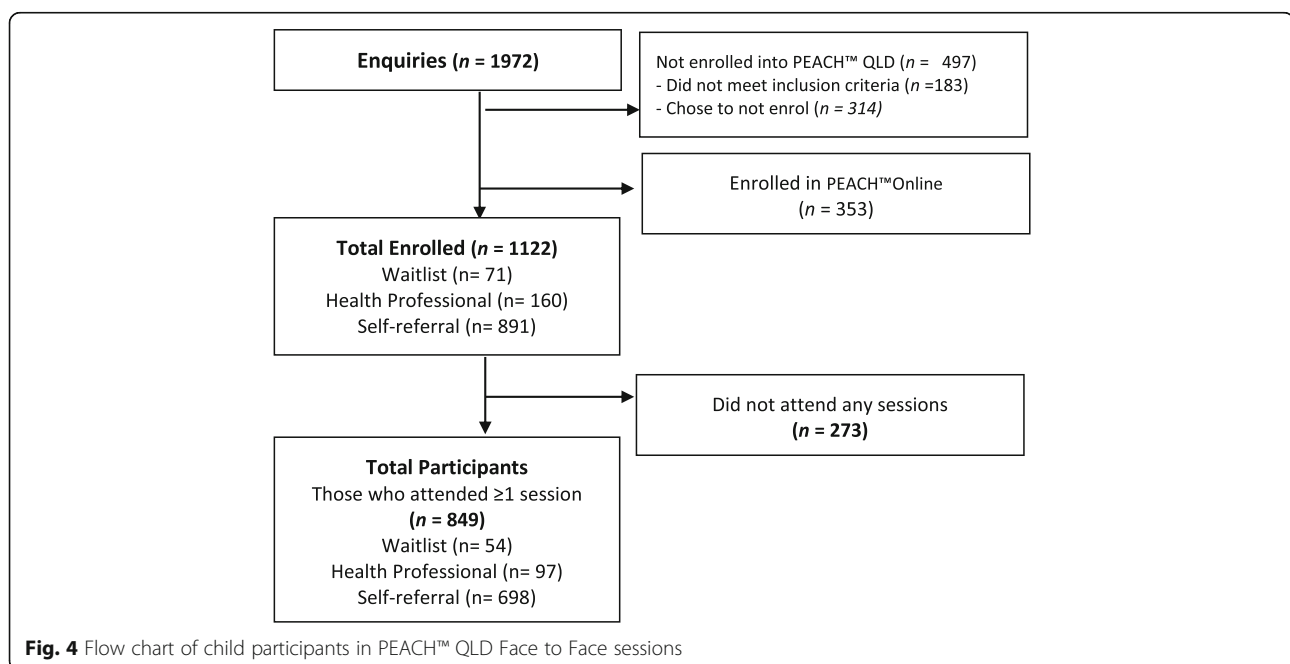 Enquiries (n = 1972)
Not enrolled into PEACH™ QLD (n = 497)
- Did not meet inclusion criteria (n =183)
- Chose to not enrol (n = 314)
Enrolled in PEACH™Online
(n = 353)
Total Enrolled (n = 1122)
Waitlist (n= 71)
Health Professional (n= 160)
Self-referral (n= 891)
Did not attend any sessions
(n = 273)
Total Participants
Those who attended ≥1 session
(n = 849)
Waitlist (n= 54)
Health Professional (n= 97)
Self-referral (n= 698)
Fig. 4 Flow chart of child participants in PEACH™ QLD Face to Face sessions